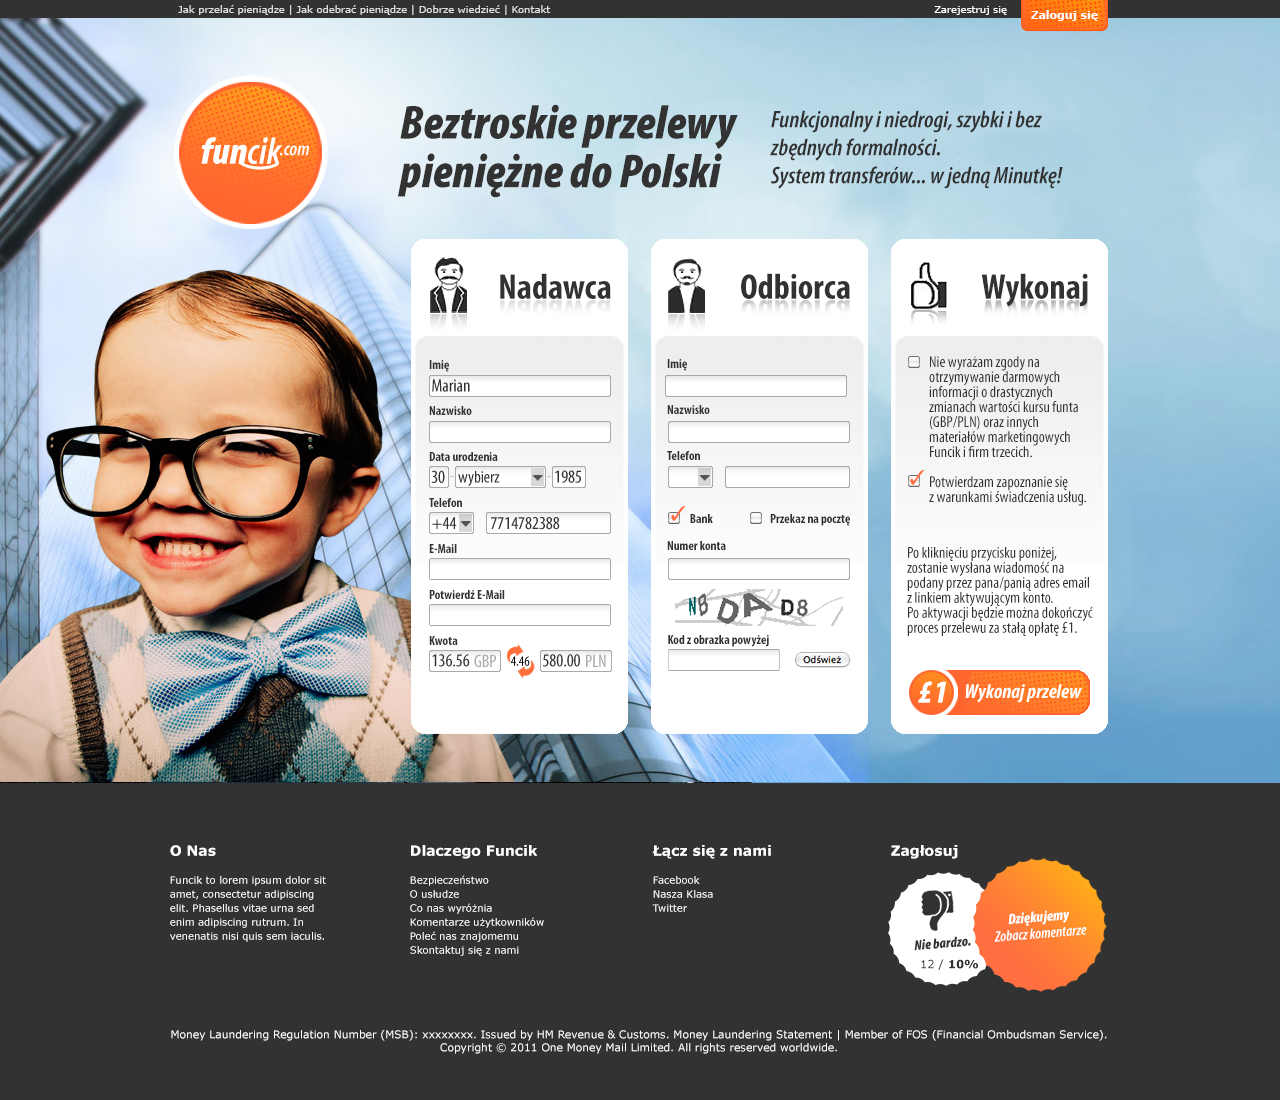 Jak przelać pieniądze | Jak odebrać pieniądze | Dobrze wiedzieć | Kontakt
Zarejestruj się
Zaloguj się
funcik.com
Beztroskie przelewy
pieniężne do Polski
Funkcjonalny i niedrogi, szybki i bez
zbędnych formalności.
System transferów... w jedną Minutkę!
Nadawca
Imię
Marian
Nazwisko
Data urodzenia
30 - wybierz - 1985
Telefon
+44 7714782388
E-Mail
Potwierdź E-Mail
Kwota
136.56 GBP 4.46 580.00 PLN
Odbiorca
Imię
Nazwisko
Telefon
Bank
Przekaz na pocztę
Numer konta
NB DAA D8
Kod z obrazka powyżej
Odśwież
Wykonaj
Nie wyrażam zgody na
otrzymywanie darmowych
informacji o drastycznych
zmianach wartości kursu funta
(GBP/PLN) oraz innych
materiałów marketingowych
Funcik i firm trzecich.
Potwierdzam zapoznanie się
z warunkami świadczenia usług.
Po kliknięciu przycisku poniżej,
zostanie wysłana wiadomość na
podany przez pana/panią adres email
z linkiem aktywującym konto.
Po aktywacji będzie można dokończyć
proces przelewu za stałą opłatę £1.
£1 Wykonaj przelew
O Nas
Funcik to lorem ipsum dolor sit
amet, consectetur adipiscing
elit. Phasellus vitae urna sed
enim adipiscing rutrum. In
venenatis nisi quis sem iaculis.
Dlaczego Funcik
Bezpieczeństwo
O usłudze
Co nas wyróżnia
Komentarze użytkowników
Poleć nas znajomemu
Skontaktuj się z nami
Łącz się z nami
Facebook
Nasza Klasa
Twitter
Zagłosuj
Nie bardzo.
12 / 10%
Dziękujemy
Zobacz komentarze
Money Laundering Regulation Number (MSB): xxxxxxxx. Issued by HM Revenue & Customs. Money Laundering Statement | Member of FOS (Financial Ombudsman Service).
Copyright © 2011 One Money Mail Limited. All rights reserved worldwide.